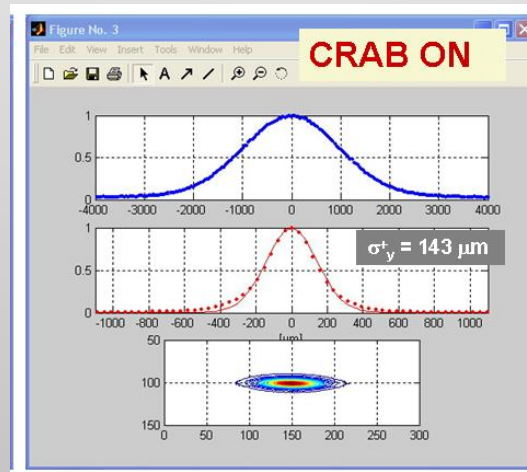 Figure No. 3
File Edit View Insert Tools Window Help
CRAB ON
1
0.5
0
-4000 -3000 -2000 -1000 0 1000 2000 3000 4000
1
σ⁺y = 143 μm
0.5
0
-1000 -800 -600 -400 -200 0 200 400 600 800 1000
[um]
50
100
150
0 50 100 150 200 250 300